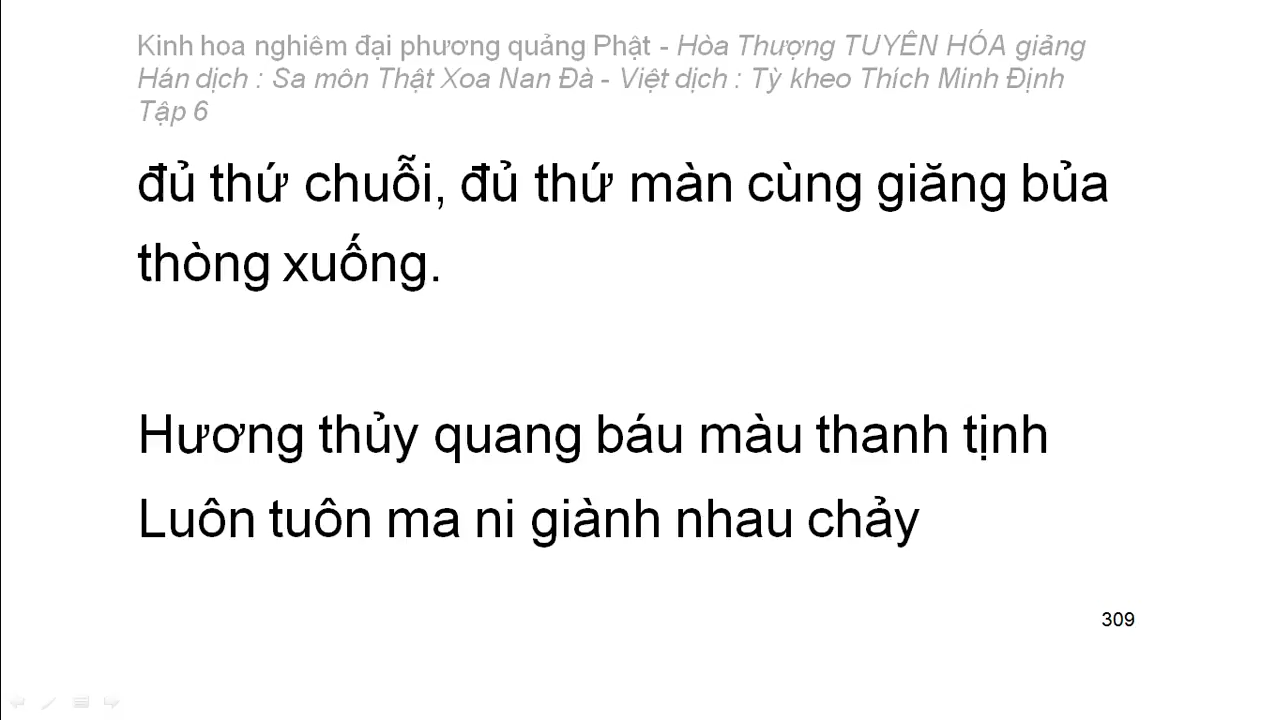 Kinh hoa nghiêm đại phương quảng Phật - Hòa Thượng TUYÊN HÓA giảng
Hán dịch : Sa môn Thật Xoa Nan Đà - Việt dịch : Tỳ kheo Thích Minh Định
Tập 6
đủ thứ chuỗi, đủ thứ màn cùng giăng bủa
thòng xuống.
Hương thủy quang báu màu thanh tịnh
Luôn tuôn ma ni giành nhau chảy
309